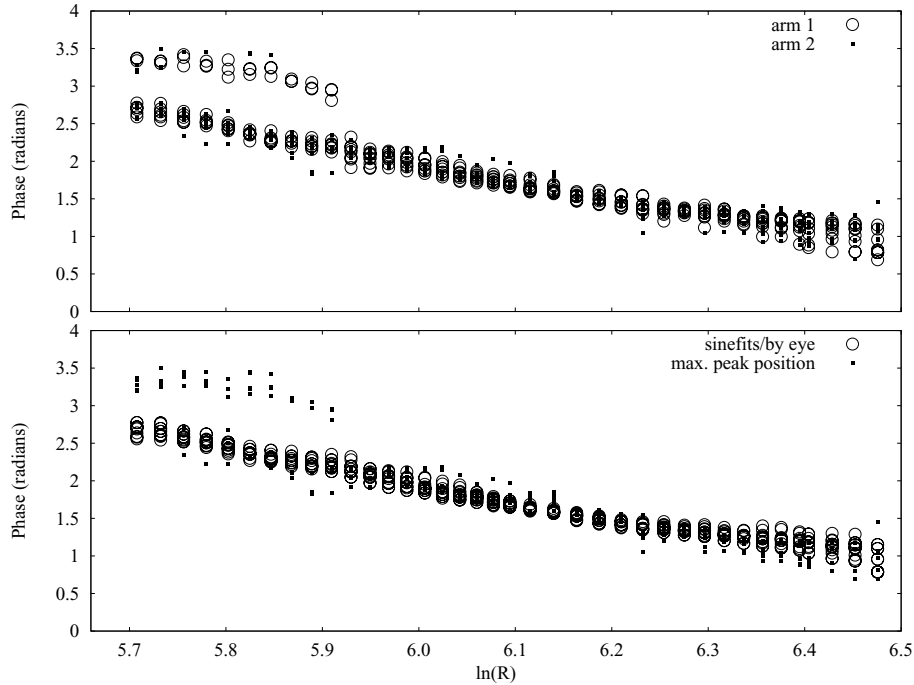 4
3.5
3
2.5
2
1.5
1
0.5
0
Phase (radians)
arm 1
arm 2
4
3.5
3
2.5
2
1.5
1
0.5
0
Phase (radians)
sinefits/by eye
max. peak position
5.7 5.8 5.9 6.0 6.1 6.2 6.3 6.4 6.5
ln(R)